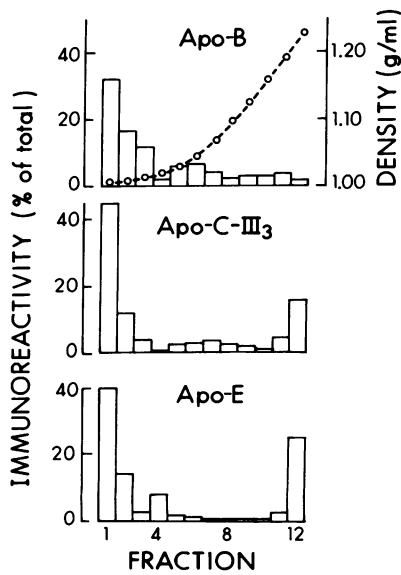 Apo-B
40
20
0
1.20
1.10
1.00
DENSITY (g/ml)
IMMUNOREACTIVITY (% of total)
Apo-C-III₃
40
20
0
Apo-E
40
20
0
1 4 8 12
FRACTION